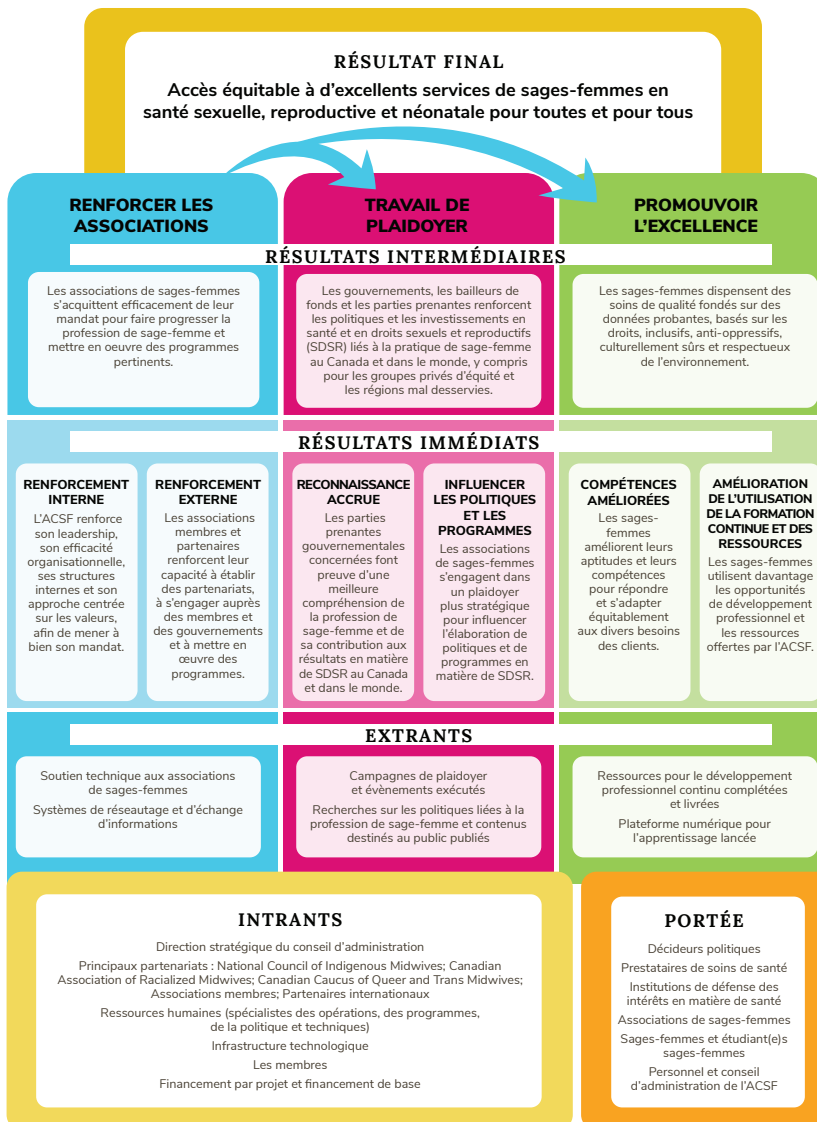 RÉSULTAT FINAL
Accès équitable à d’excellents services de sages-femmes en
santé sexuelle, reproductive et néonatale pour toutes et pour tous
RENFORCER LES
ASSOCIATIONS
TRAVAIL DE
PLAIDOYER
PROMOUVOIR
L’EXCELLENCE
RÉSULTATS INTERMÉDIAIRES
Les associations de sages-femmes
s’acquittent efficacement de leur
mandat pour faire progresser la
profession de sage-femme et
mettre en oeuvre des programmes
pertinents.
Les gouvernements, les bailleurs de
fonds et les parties prenantes renforcent
les politiques et les investissements en
santé et en droits sexuels et reproductifs
(SDSR) liés à la pratique de sage-femme
au Canada et dans le monde, y compris
pour les groupes privés d’équité et
les régions mal desservies.
Les sages-femmes dispensent des
soins de qualité fondés sur des
données probantes, basés sur les
droits, inclusifs, anti-oppressifs,
culturellement sûrs et respectueux
de l’environnement.
RÉSULTATS IMMÉDIATS
RENFORCEMENT
INTERNE
L’ACSF renforce
son leadership,
son efficacité
organisationnelle,
ses structures
internes et son
approche centrée
sur les valeurs,
afin de mener à
bien son mandat.
RENFORCEMENT
EXTERNE
Les associations
membres et
partenaires
renforcent leur
capacité à établir
des partenariats,
à s’engager auprès
des membres et
des gouvernements
et à mettre en
œuvre des
programmes.
RECONNAISSANCE
ACCRUE
Les parties
prenantes
gouvernementales
concernées font
preuve d’une
meilleure
compréhension de
la profession de
sage-femme et de
sa contribution aux
résultats en matière
de SDSR au Canada
et dans le monde.
INFLUENCER
LES POLITIQUES
ET LES
PROGRAMMES
Les associations
de sages-femmes
s’engagent dans
un plaidoyer
plus stratégique
pour influencer
l’élaboration de
politiques et de
programmes en
matière de SDSR.
COMPÉTENCES
AMÉLIORÉES
Les sages-
femmes
améliorent leurs
aptitudes et leurs
compétences
pour répondre
et s’adapter
équitablement
aux divers besoins
des clients.
AMÉLIORATION
DE L’UTILISATION
DE LA FORMATION
CONTINUE ET DES
RESSOURCES
Les sages-femmes
utilisent davantage
les opportunités
de développement
professionnel et
les ressources
offertes par l’ACSF.
EXTRANTS
Soutien technique aux associations
de sages-femmes
Systèmes de réseautage et d’échange
d’informations
Campagnes de plaidoyer
et évènements exécutés
Recherches sur les politiques liées à la
profession de sage-femme et contenus
destinés au public publiés
Ressources pour le développement
professionnel continu complétées
et livrées
Plateforme numérique pour
l’apprentissage lancée
INTRANTS
Direction stratégique du conseil d’administration
Principaux partenariats : National Council of Indigenous Midwives; Canadian
Association of Racialized Midwives; Canadian Caucus of Queer and Trans Midwives;
Associations membres; Partenaires internationaux
Ressources humaines (spécialistes des opérations, des programmes,
de la politique et techniques)
Infrastructure technologique
Les membres
Financement par projet et financement de base
PORTÉE
Décideurs politiques
Prestataires de soins de santé
Institutions de défense des
intérêts en matière de santé
Associations de sages-femmes
Sages-femmes et étudiant(e)s
sages-femmes
Personnel et conseil
d’administration de l’ACSF